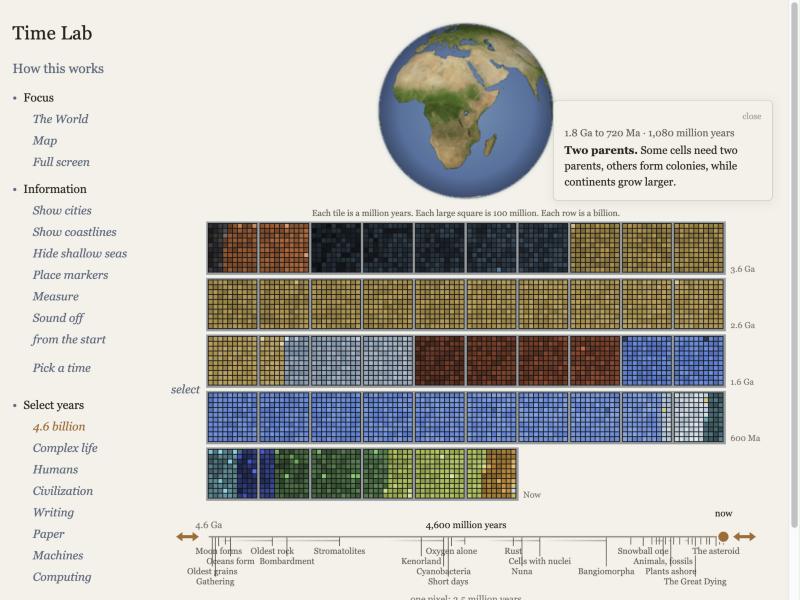 Time Lab
How this works
Focus
The World
Map
Full screen
Information
Show cities
Show coastlines
Hide shallow seas
Place markers
Measure
Sound off
from the start
Pick a time
Select years
4.6 billion
Complex life
Humans
Civilization
Writing
Paper
Machines
Computing
close
1.8 Ga to 720 Ma · 1,080 million years
Two parents. Some cells need two
parents, others form colonies, while
continents grow larger.
Each tile is a million years. Each large square is 100 million. Each row is a billion.
3.6 Ga
2.6 Ga
1.6 Ga
select
600 Ma
Now
now
4.6 Ga
4,600 million years
Moon forms
Oldest rock
Stromatolites
Oxygen alone
Rust
Snowball one
The asteroid
Oceans form
Bombardment
Kenorland
Cells with nuclei
Animals, fossils
Oldest grains
Cyanobacteria
Nuna
Bangiomorpha
Plants ashore
Gathering
Short days
The Great Dying
one pixel: 2.5 million years